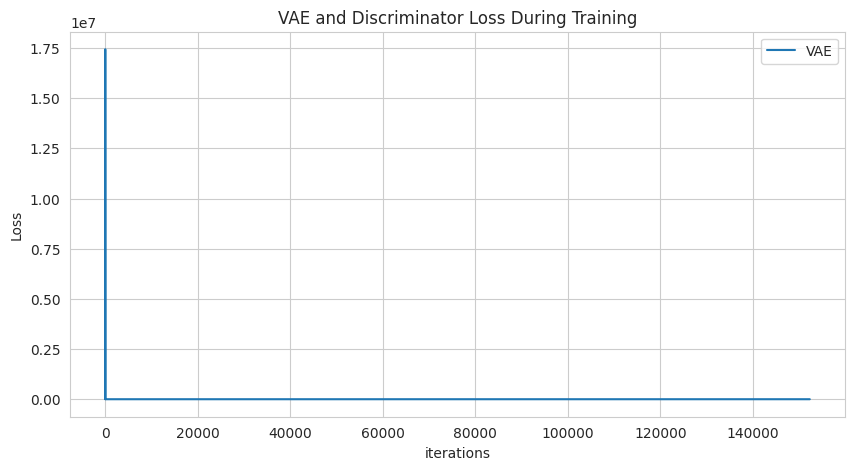 VAE and Discriminator Loss During Training
1e7
VAE
1.75
1.50
1.25
1.00
0.75
0.50
0.25
0.00
Loss
0 20000 40000 60000 80000 100000 120000 140000
iterations